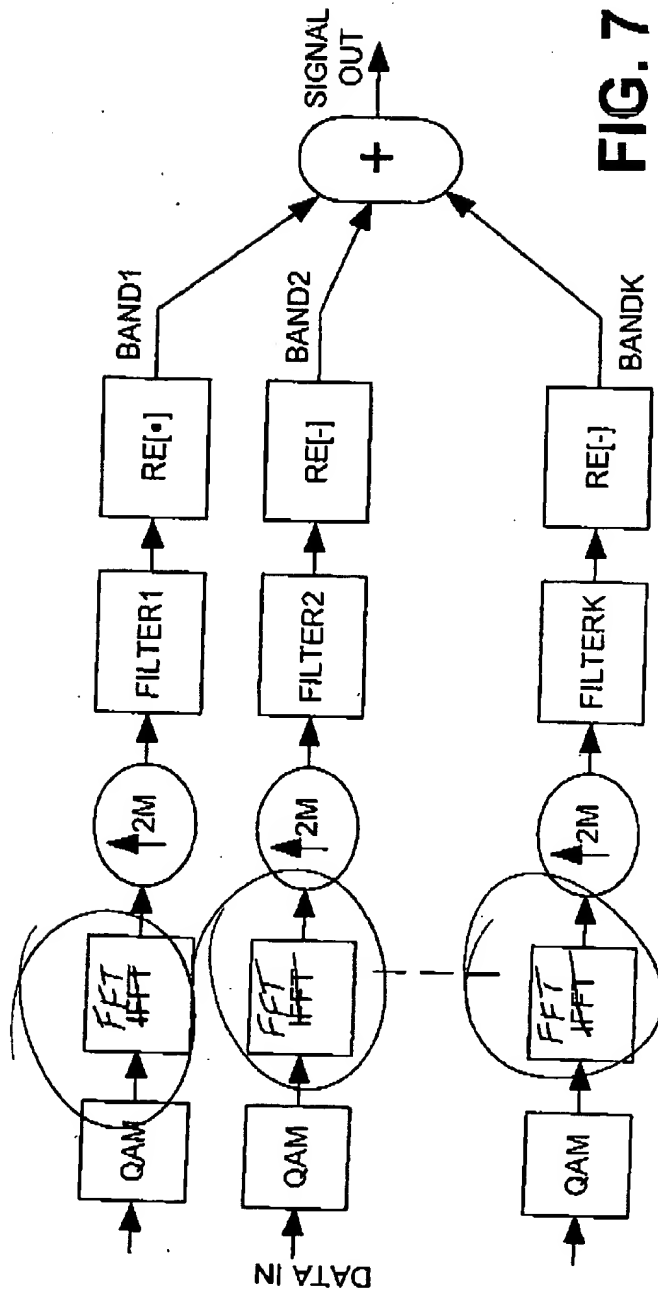 DATA IN
QAM
FFT
IFFT
2M
FILTER1
RE[•]
BAND1
QAM
FFT
IFFT
2M
FILTER2
RE[-]
BAND2
QAM
FFT
IFFT
2M
FILTERK
RE[-]
BANDK
+
SIGNAL
OUT
FIG. 7